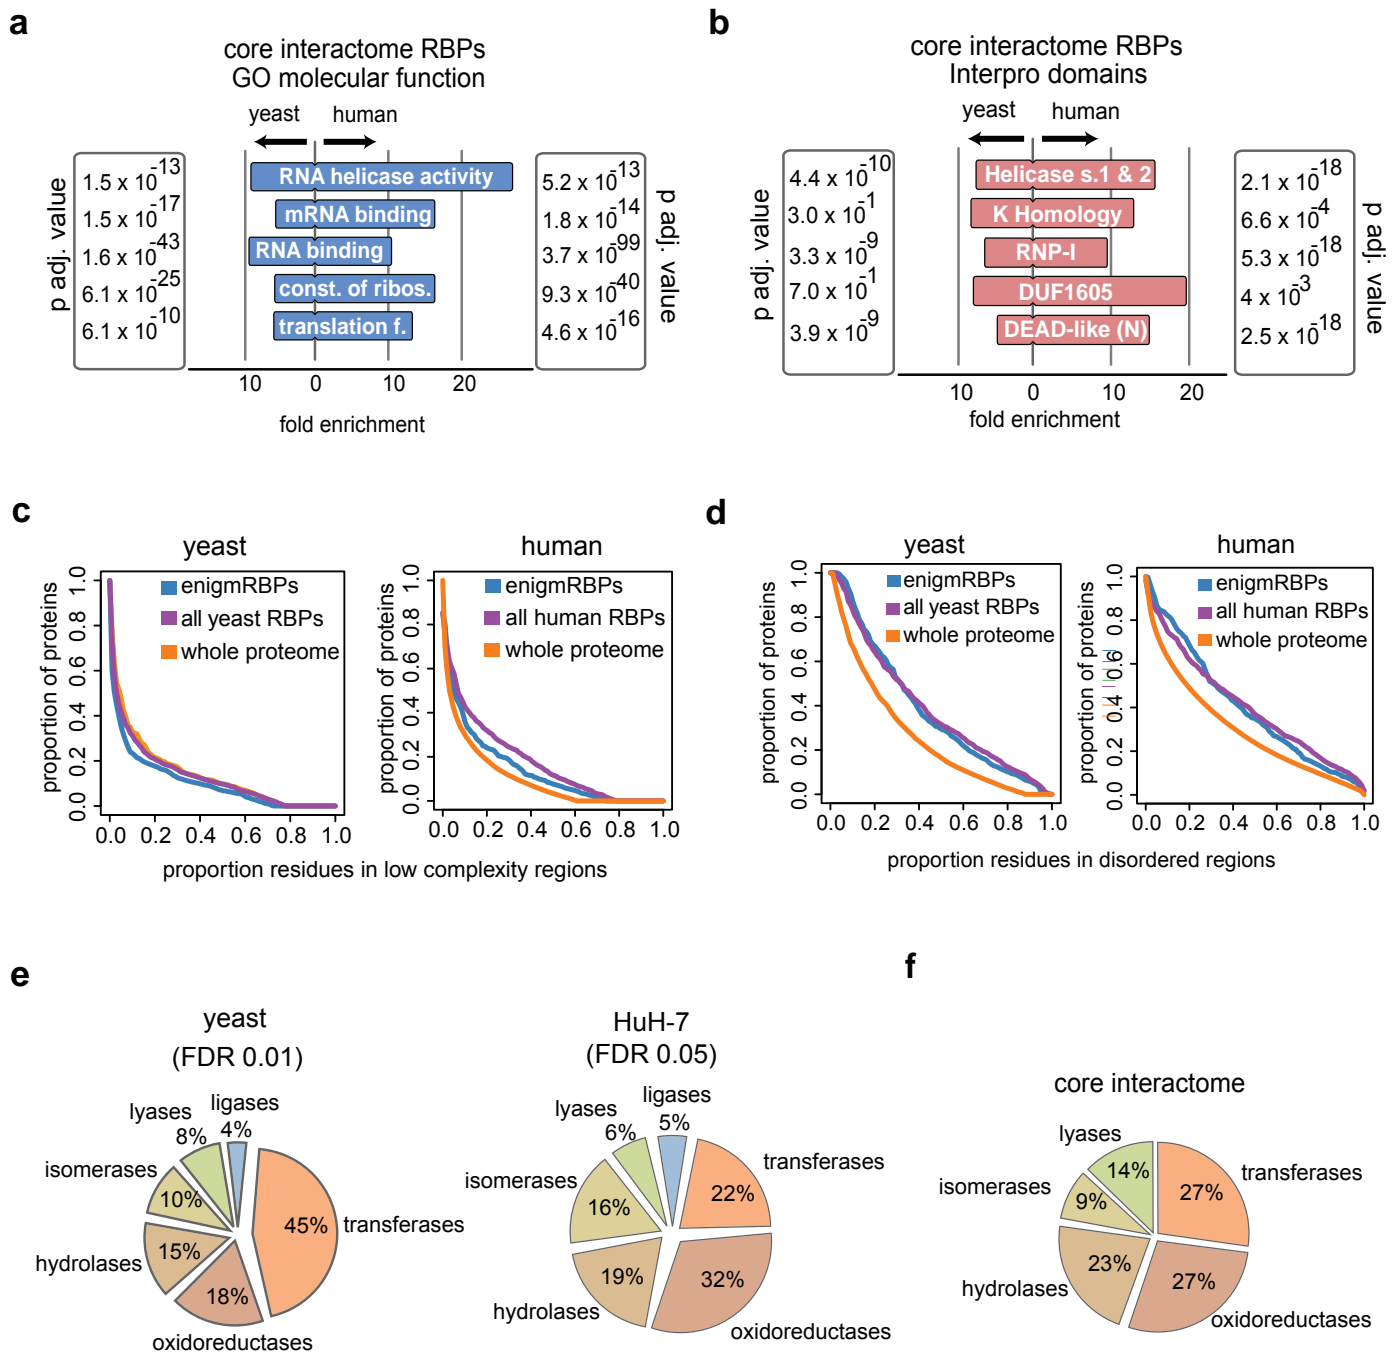 a
core interactome RBPs
GO molecular function
yeast
human
p adj. value
1.5 x 10-13
1.5 x 10-17
1.6 x 10-43
6.1 x 10-25
6.1 x 10-10
RNA helicase activity
mRNA binding
RNA binding
const. of ribos.
translation f.
5.2 x 10-13
1.8 x 10-14
3.7 x 10-99
9.3 x 10-40
4.6 x 10-16
p adj. value
10 0 10 20
fold enrichment
b
core interactome RBPs
Interpro domains
yeast
human
p adj. value
4.4 x 10-10
3.0 x 10-1
3.3 x 10-9
7.0 x 10-1
3.9 x 10-9
Helicase s.1 & 2
K Homology
RNP-I
DUF1605
DEAD-like (N)
2.1 x 10-18
6.6 x 10-4
5.3 x 10-18
4 x 10-3
2.5 x 10-18
p adj. value
10 0 10 20
fold enrichment
c
yeast
proportion of proteins
0.0 0.2 0.4 0.6 0.8 1.0
enigmRBPs
all yeast RBPs
whole proteome
0.0 0.2 0.4 0.6 0.8 1.0
human
proportion of proteins
0.0 0.2 0.4 0.6 0.8 1.0
enigmRBPs
all human RBPs
whole proteome
0.0 0.2 0.4 0.6 0.8 1.0
proportion residues in low complexity regions
d
yeast
proportion of proteins
0.0 0.2 0.4 0.6 0.8 1.0
enigmRBPs
all yeast RBPs
whole proteome
0.0 0.2 0.4 0.6 0.8 1.0
human
proportion of proteins
0.0 0.2 0.4 0.6 0.8 1.0
enigmRBPs
all human RBPs
whole proteome
0.0 0.2 0.4 0.6 0.8 1.0
proportion residues in disordered regions
e
yeast
(FDR 0.01)
lyases
8%
ligases
4%
isomerases
10%
45%
transferases
hydrolases
15%
18%
oxidoreductases
HuH-7
(FDR 0.05)
ligases
5%
lyases
6%
transferases
22%
isomerases
16%
19%
hydrolases
32%
oxidoreductases
f
core interactome
lyases
14%
transferases
27%
isomerases
9%
23%
hydrolases
27%
oxidoreductases